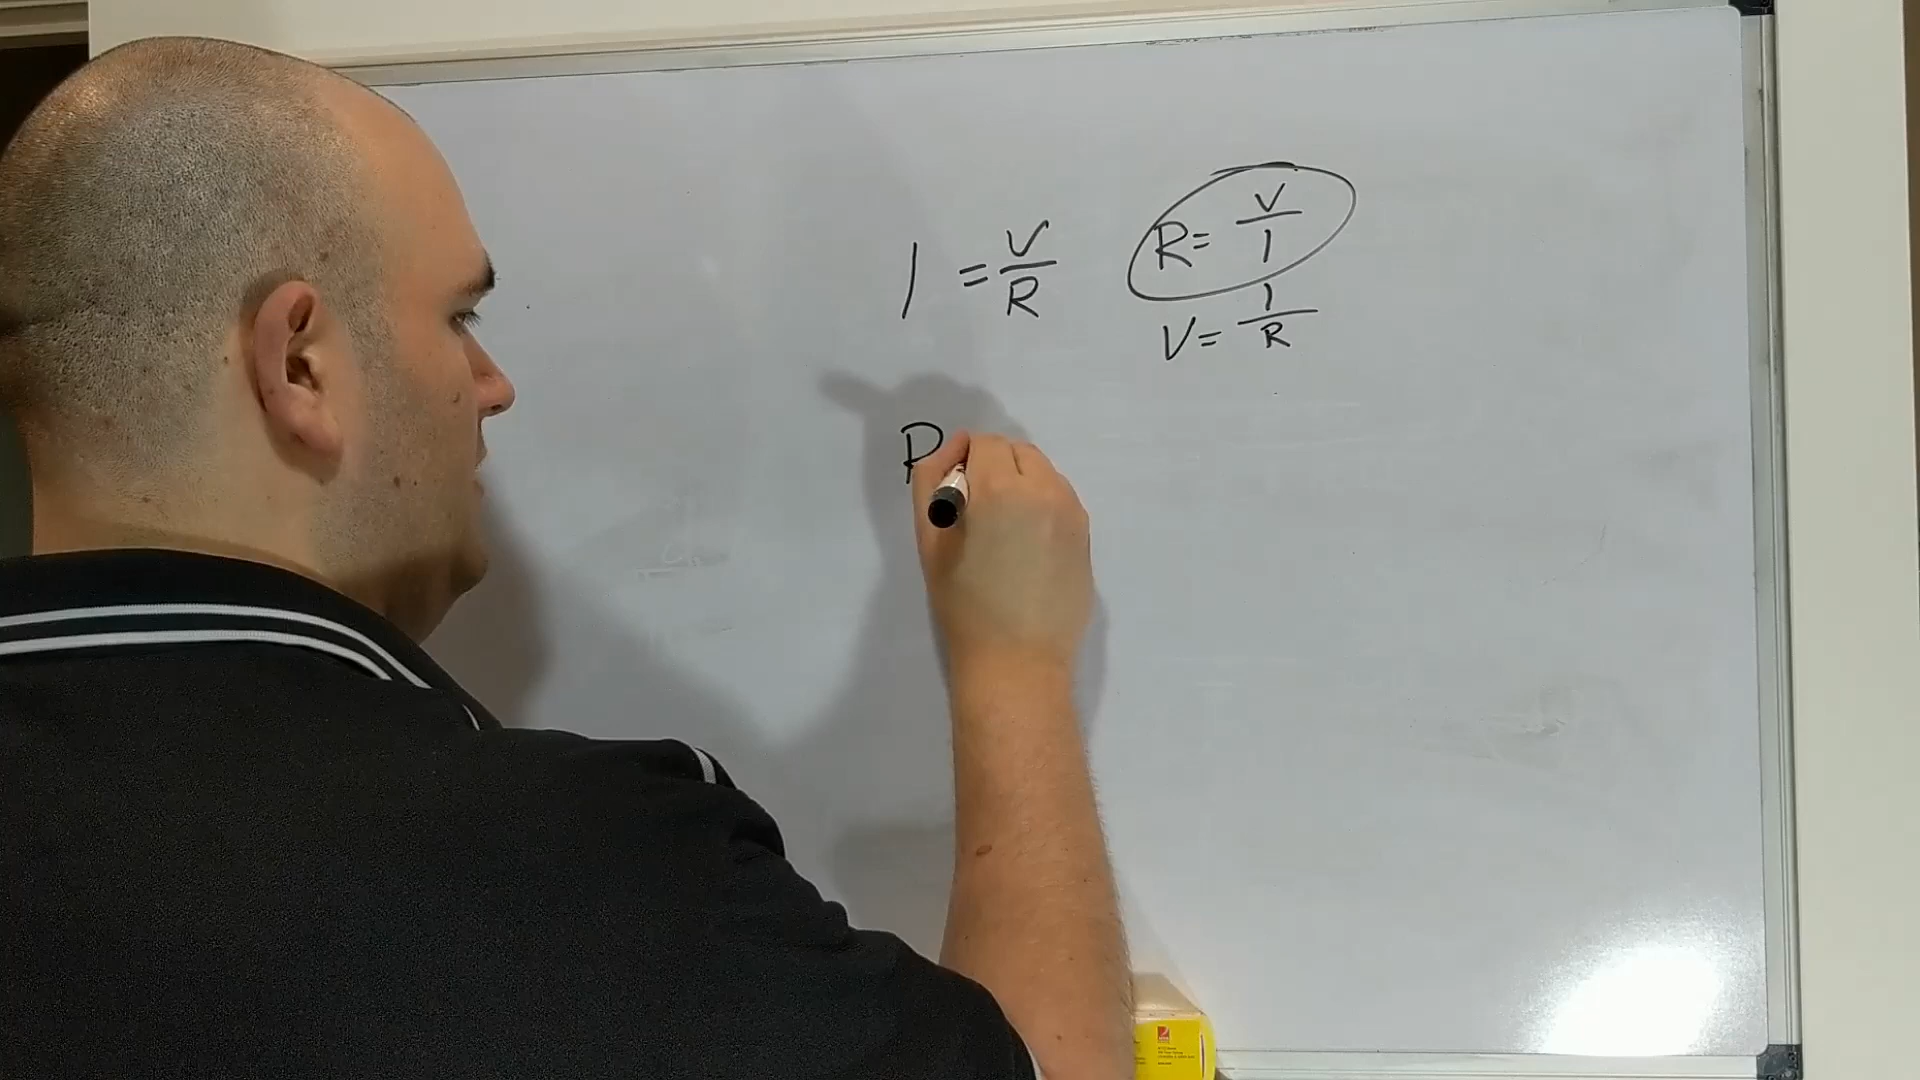 I = V/R
R = V/I
V = I/R
P